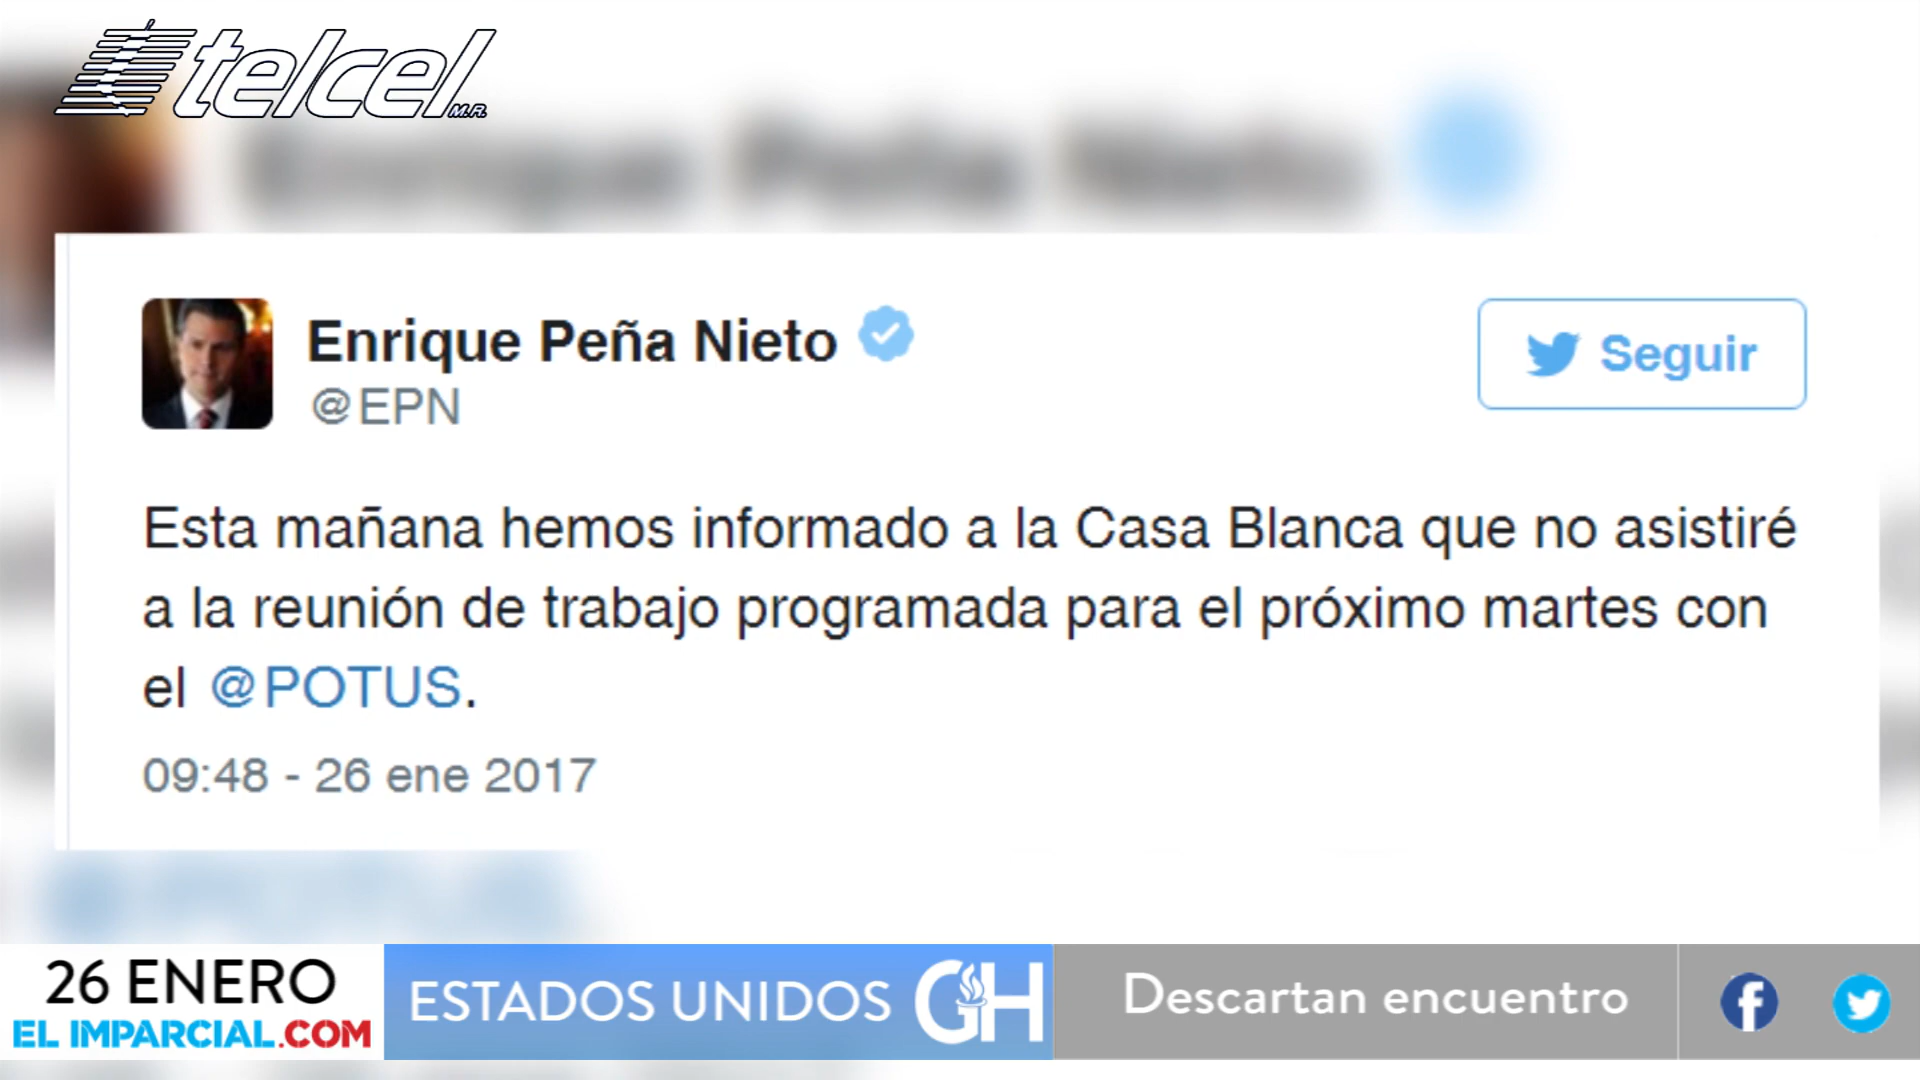 telcel M.R.
Enrique Peña Nieto
Enrique Peña Nieto
@EPN
Seguir
Esta mañana hemos informado a la Casa Blanca que no asistiré
a la reunión de trabajo programada para el próximo martes con
el @POTUS.
09:48 - 26 ene 2017
@POTUS
26 ENERO
EL IMPARCIAL.COM
ESTADOS UNIDOS
GH
Descartan encuentro